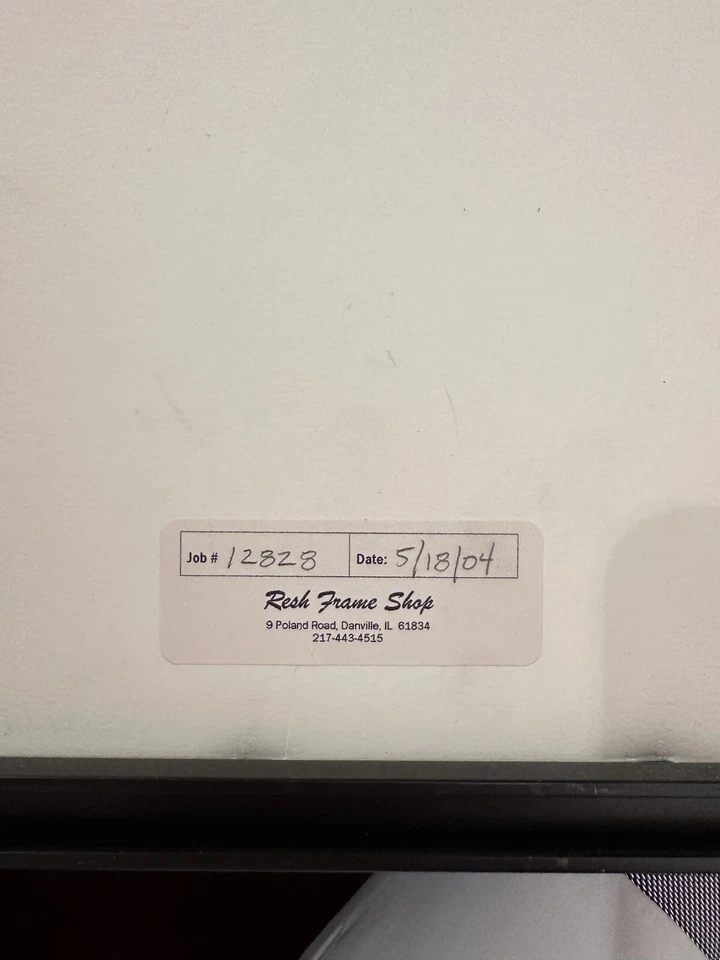 Job # 12828 Date: 5/18/04
Resh Frame Shop
9 Poland Road, Danville, IL 61834
217-443-4515